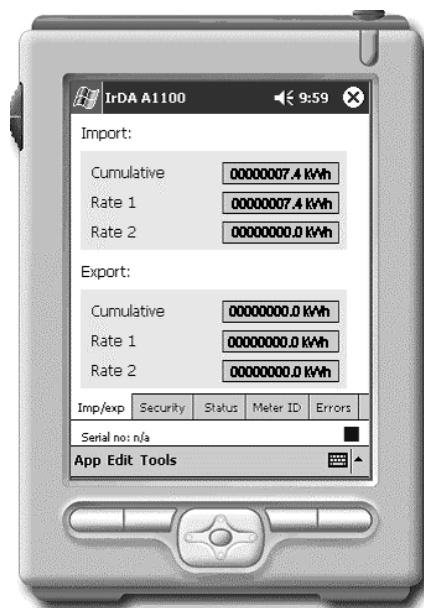 IrDA A1100 9:59
Import:
Cumulative 00000007.4 kWh
Rate 1 00000007.4 kWh
Rate 2 00000000.0 kWh
Export:
Cumulative 00000000.0 kWh
Rate 1 00000000.0 kWh
Rate 2 00000000.0 kWh
Imp/exp Security Status Meter ID Errors
Serial no: n/a
App Edit Tools